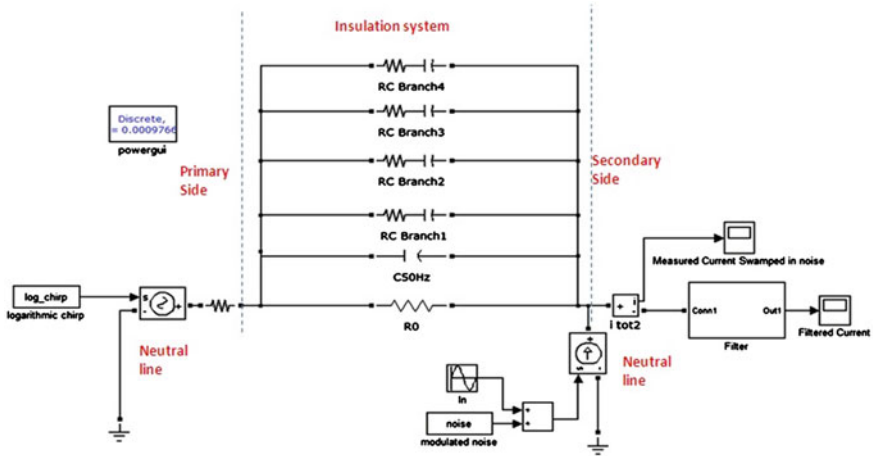 Insulation system
RC Branch4
Discrete,
= 0.0009766
powergui
RC Branch3
Primary
Side
RC Branch2
Secondary
Side
RC Branch1
C50Hz
Measured Current Swamped in noise
log_chirp
logarithmic chirp
s
-
+
i
-
i tot2
Conn1
Out1
R0
Filter
Filtered Current
Neutral
line
+
s
-
Neutral
line
In
+
+
noise
modulated noise